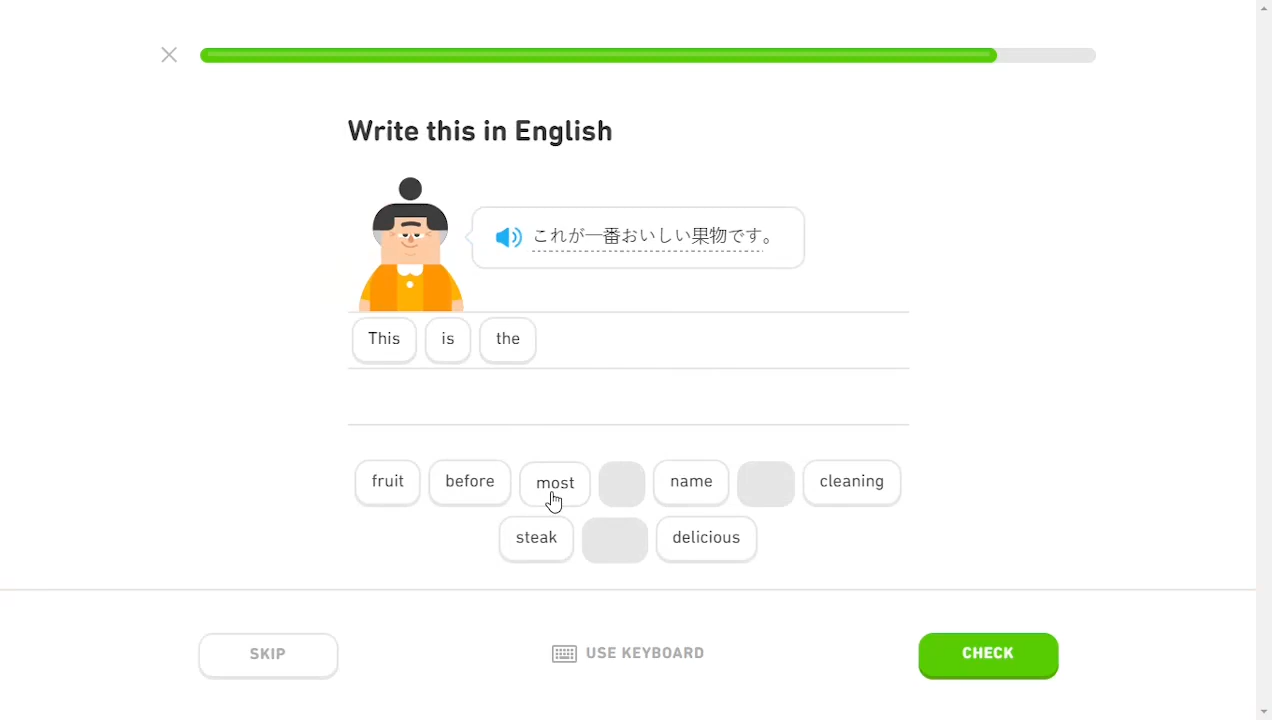 Write this in English
これが一番おいしい果物です。
This is the
fruit before most name cleaning
steak delicious
SKIP USE KEYBOARD CHECK